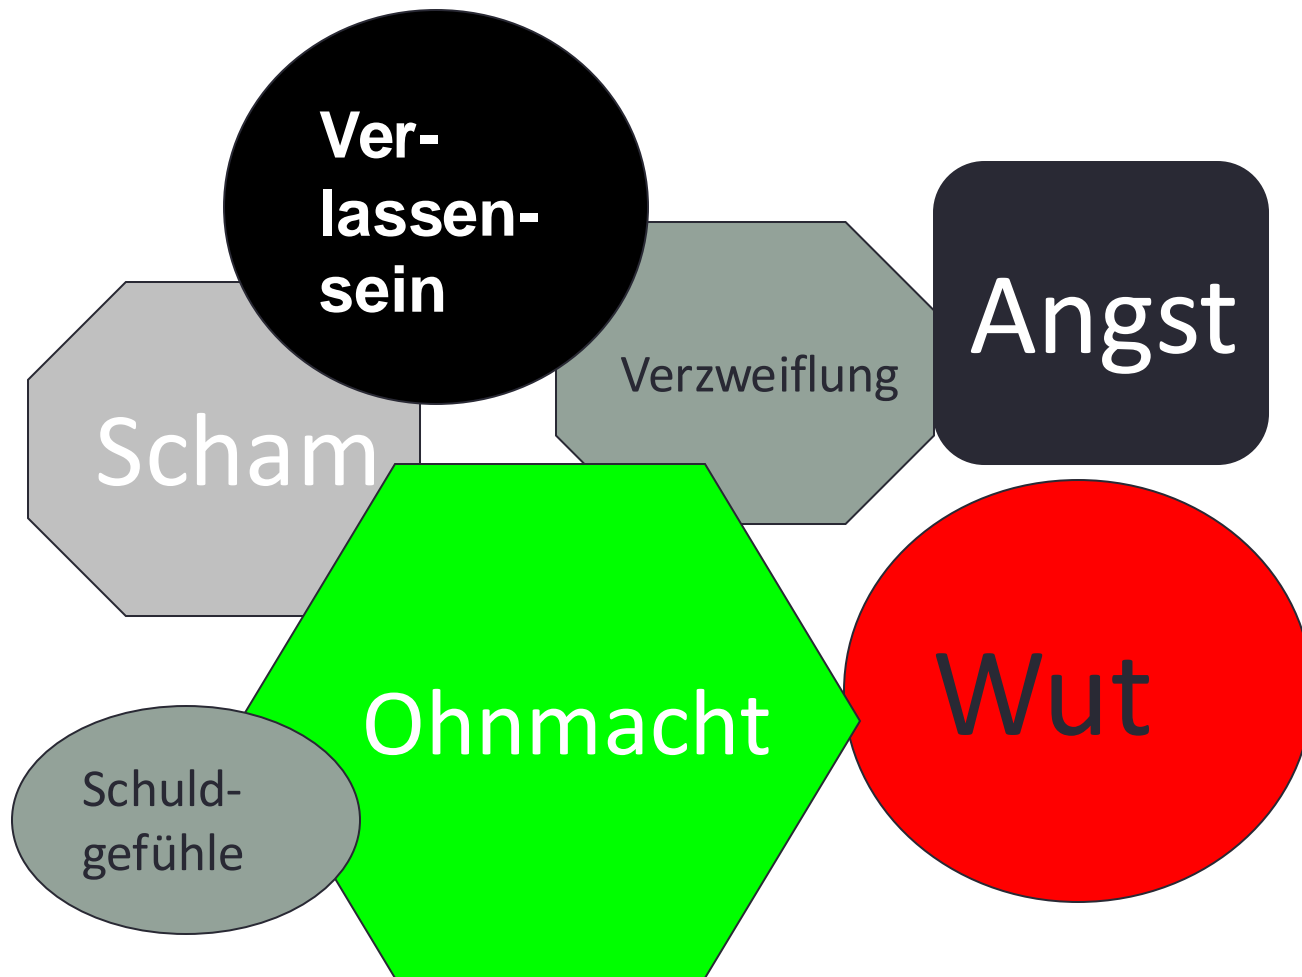 Ver-
lassen-
sein
Angst
Verzweiflung
Scham
Wut
Ohnmacht
Schuld-
gefühle